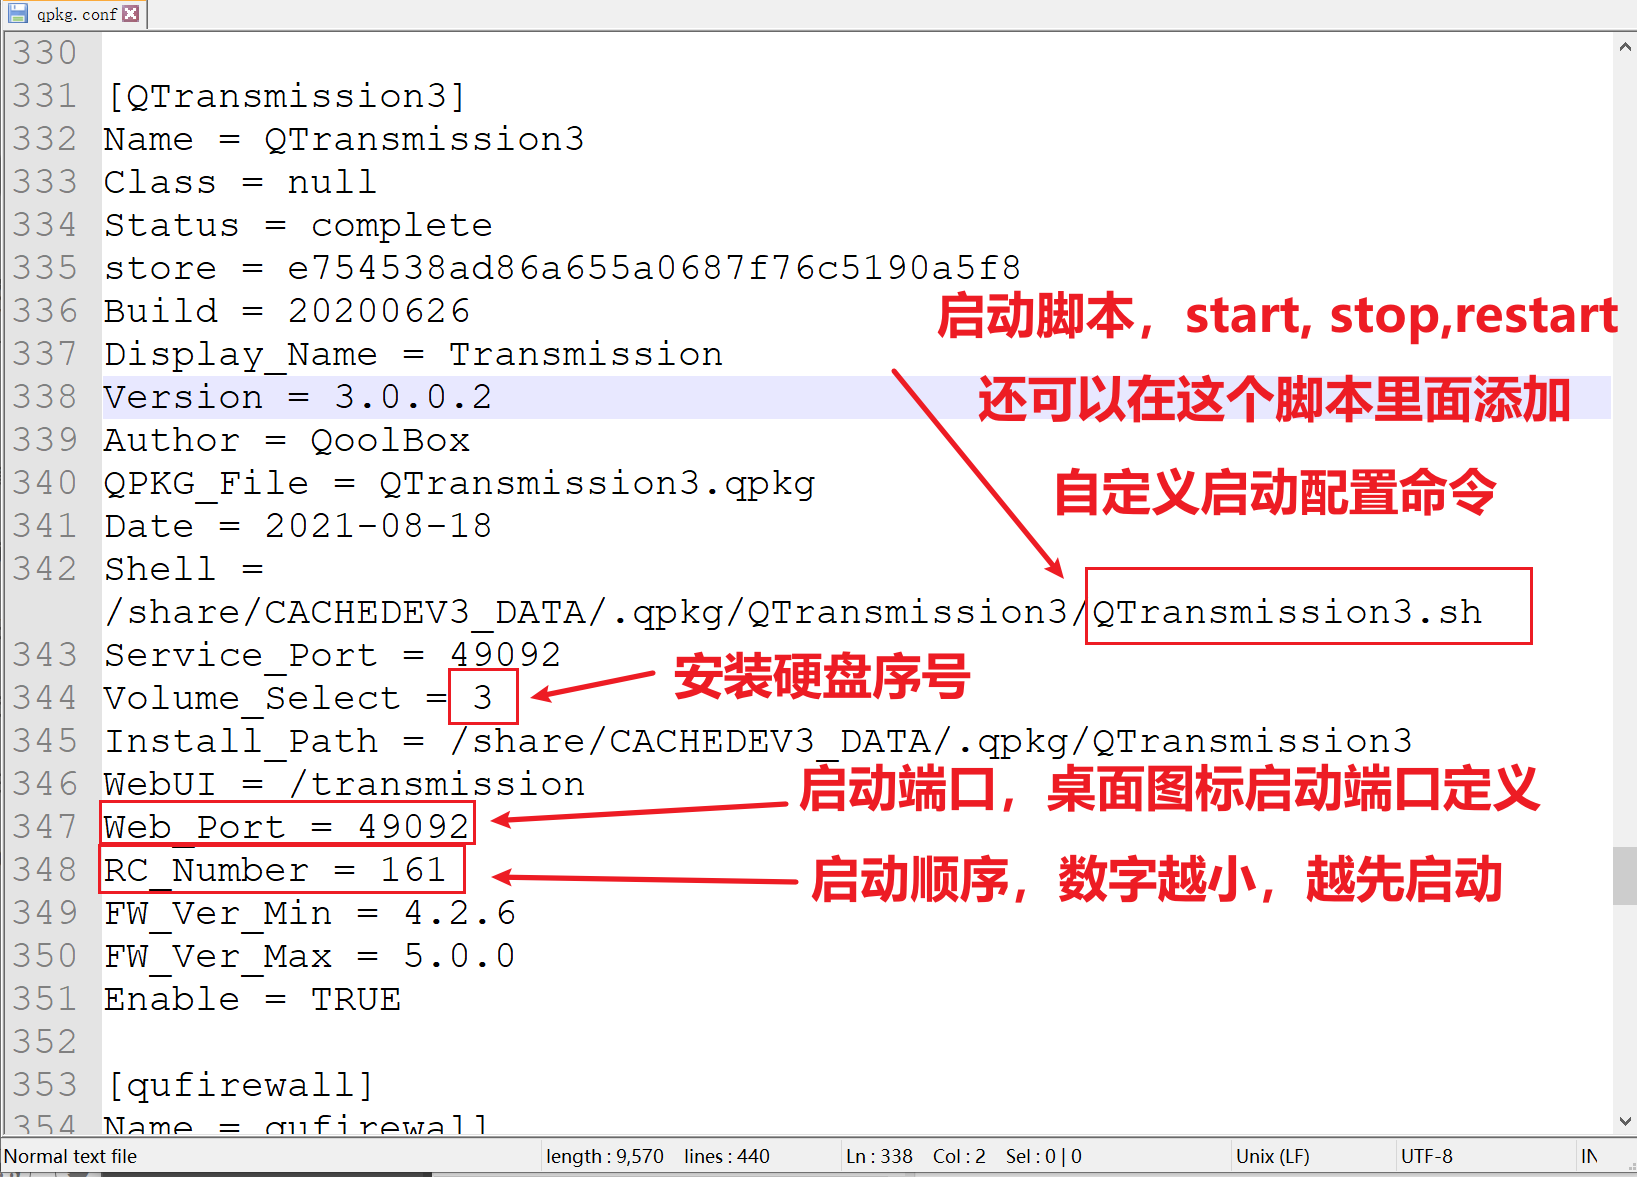 qpkg.conf
330
331 [QTransmission3]
332 Name = QTransmission3
333 Class = null
334 Status = complete
335 store = e754538ad86a655a0687f76c5190a5f8
336 Build = 20200626
启动脚本，start, stop,restart
337 Display_Name = Transmission
338 Version = 3.0.0.2
还可以在这个脚本里面添加
339 Author = QoolBox
340 QPKG_File = QTransmission3.qpkg
自定义启动配置命令
341 Date = 2021-08-18
342 Shell =
/share/CACHEDEV3_DATA/.qpkg/QTransmission3/QTransmission3.sh
343 Service_Port = 49092
344 Volume_Select = 3
安装硬盘序号
345 Install_Path = /share/CACHEDEV3_DATA/.qpkg/QTransmission3
346 WebUI = /transmission
启动端口，桌面图标启动端口定义
347 Web_Port = 49092
348 RC_Number = 161
启动顺序，数字越小，越先启动
349 FW_Ver_Min = 4.2.6
350 FW_Ver_Max = 5.0.0
351 Enable = TRUE
352
353 [qufirewall]
354 Name = qufirewall
Normal text file length : 9,570 lines : 440 Ln : 338 Col : 2 Sel : 0 | 0 Unix (LF) UTF-8 IN